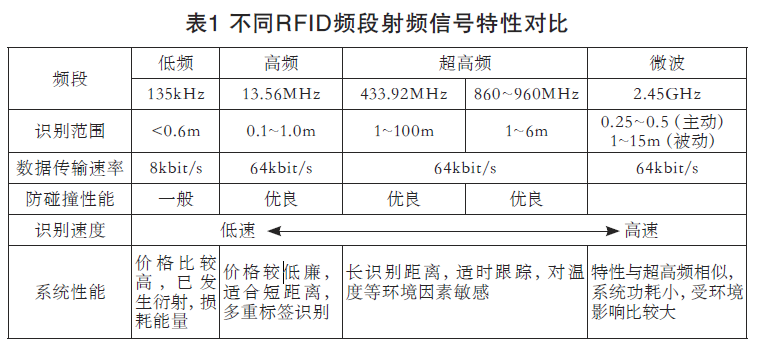 表1 不同RFID频段射频信号特性对比
频段 低频 高频 超高频 微波
135kHz 13.56MHz 433.92MHz 860~960MHz 2.45GHz
识别范围 <0.6m 0.1~1.0m 1~100m 1~6m 0.25~0.5（主动）
1~15m（被动）
数据传输速率 8kbit/s 64kbit/s 64kbit/s 64kbit/s
防碰撞性能 一般 优良 优良 优良
识别速度 低速 高速
系统性能
价格比较
高，已发
生衍射，损
耗能量
价格较低廉，
适合短距离，
多重标签识别
长识别距离，适时跟踪，对温
度等环境因素敏感
特性与超高频相似，
系统功耗小，受环境
影响比较大